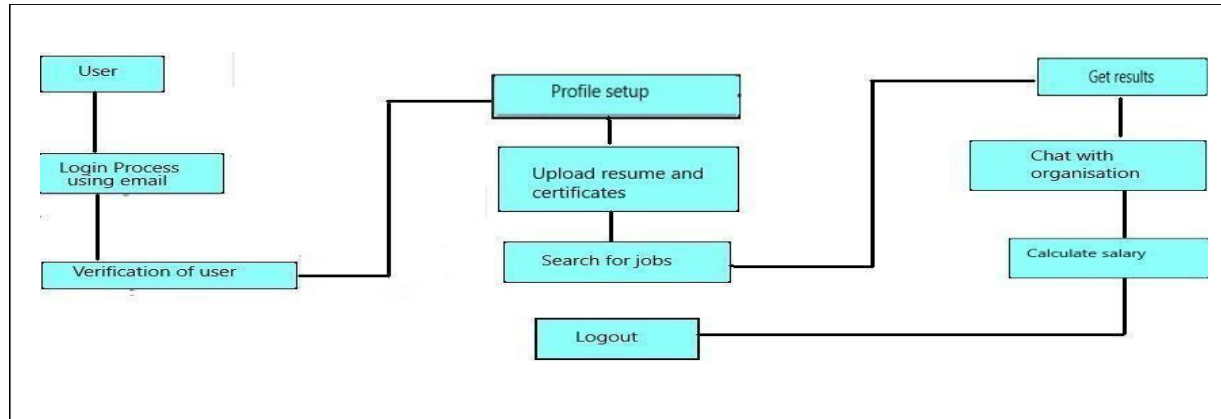 User
Login Process
using email
Verification of user
Profile setup
Upload resume and
certificates
Search for jobs
Get results
Chat with
organisation
Calculate salary
Logout